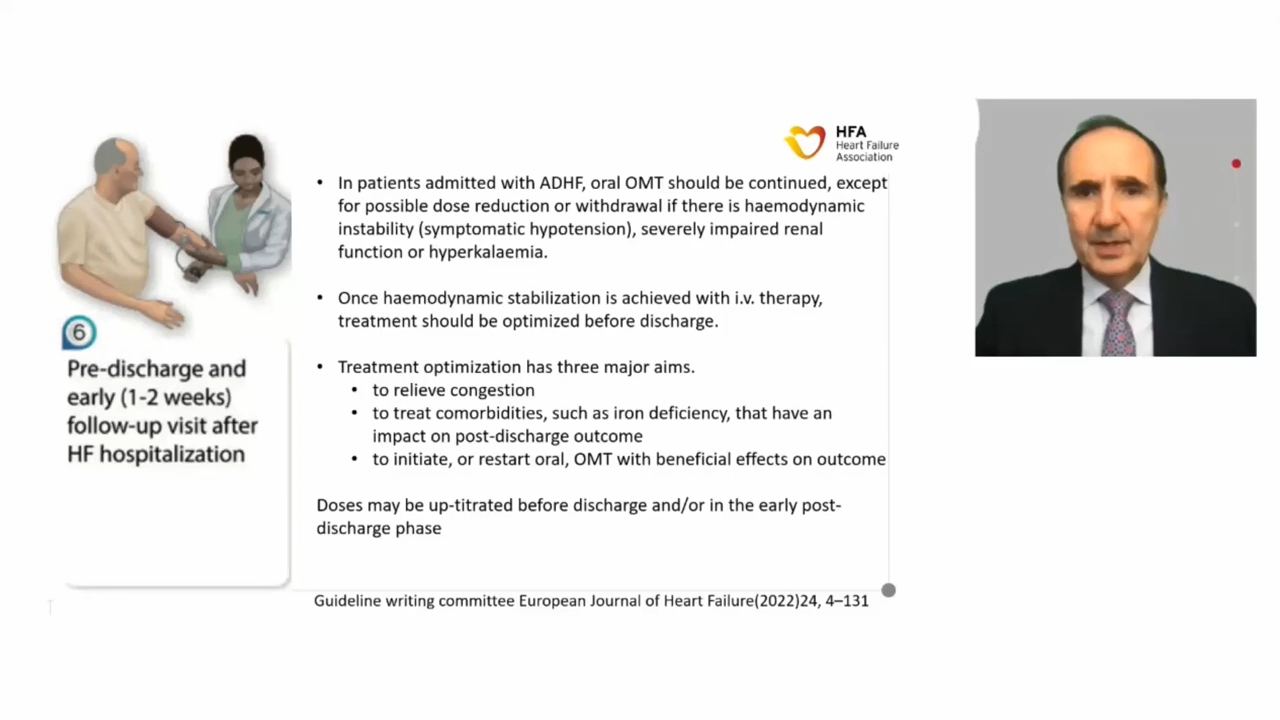 HFA
Heart Failure
Association
• In patients admitted with ADHF, oral OMT should be continued, except
for possible dose reduction or withdrawal if there is haemodynamic
instability (symptomatic hypotension), severely impaired renal
function or hyperkalaemia.
• Once haemodynamic stabilization is achieved with i.v. therapy,
treatment should be optimized before discharge.
• Treatment optimization has three major aims.
• to relieve congestion
• to treat comorbidities, such as iron deficiency, that have an
impact on post-discharge outcome
• to initiate, or restart oral, OMT with beneficial effects on outcome
Doses may be up-titrated before discharge and/or in the early post-
discharge phase
6
Pre-discharge and
early (1-2 weeks)
follow-up visit after
HF hospitalization
Guideline writing committee European Journal of Heart Failure(2022)24, 4–131